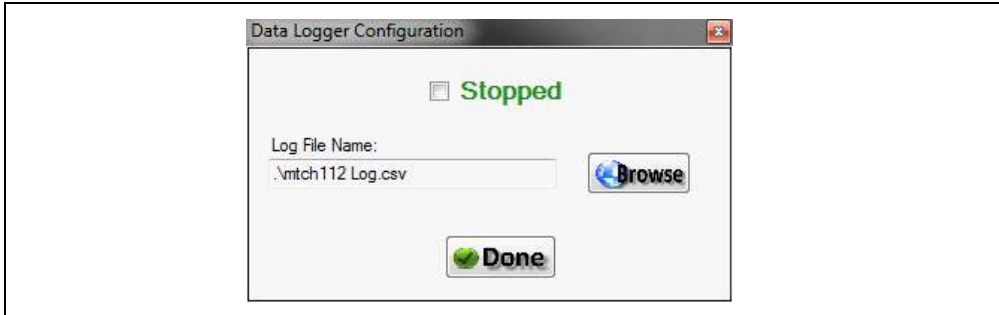 Data Logger Configuration
Stopped
Log File Name:
.\mtch112 Log.csv
Browse
Done